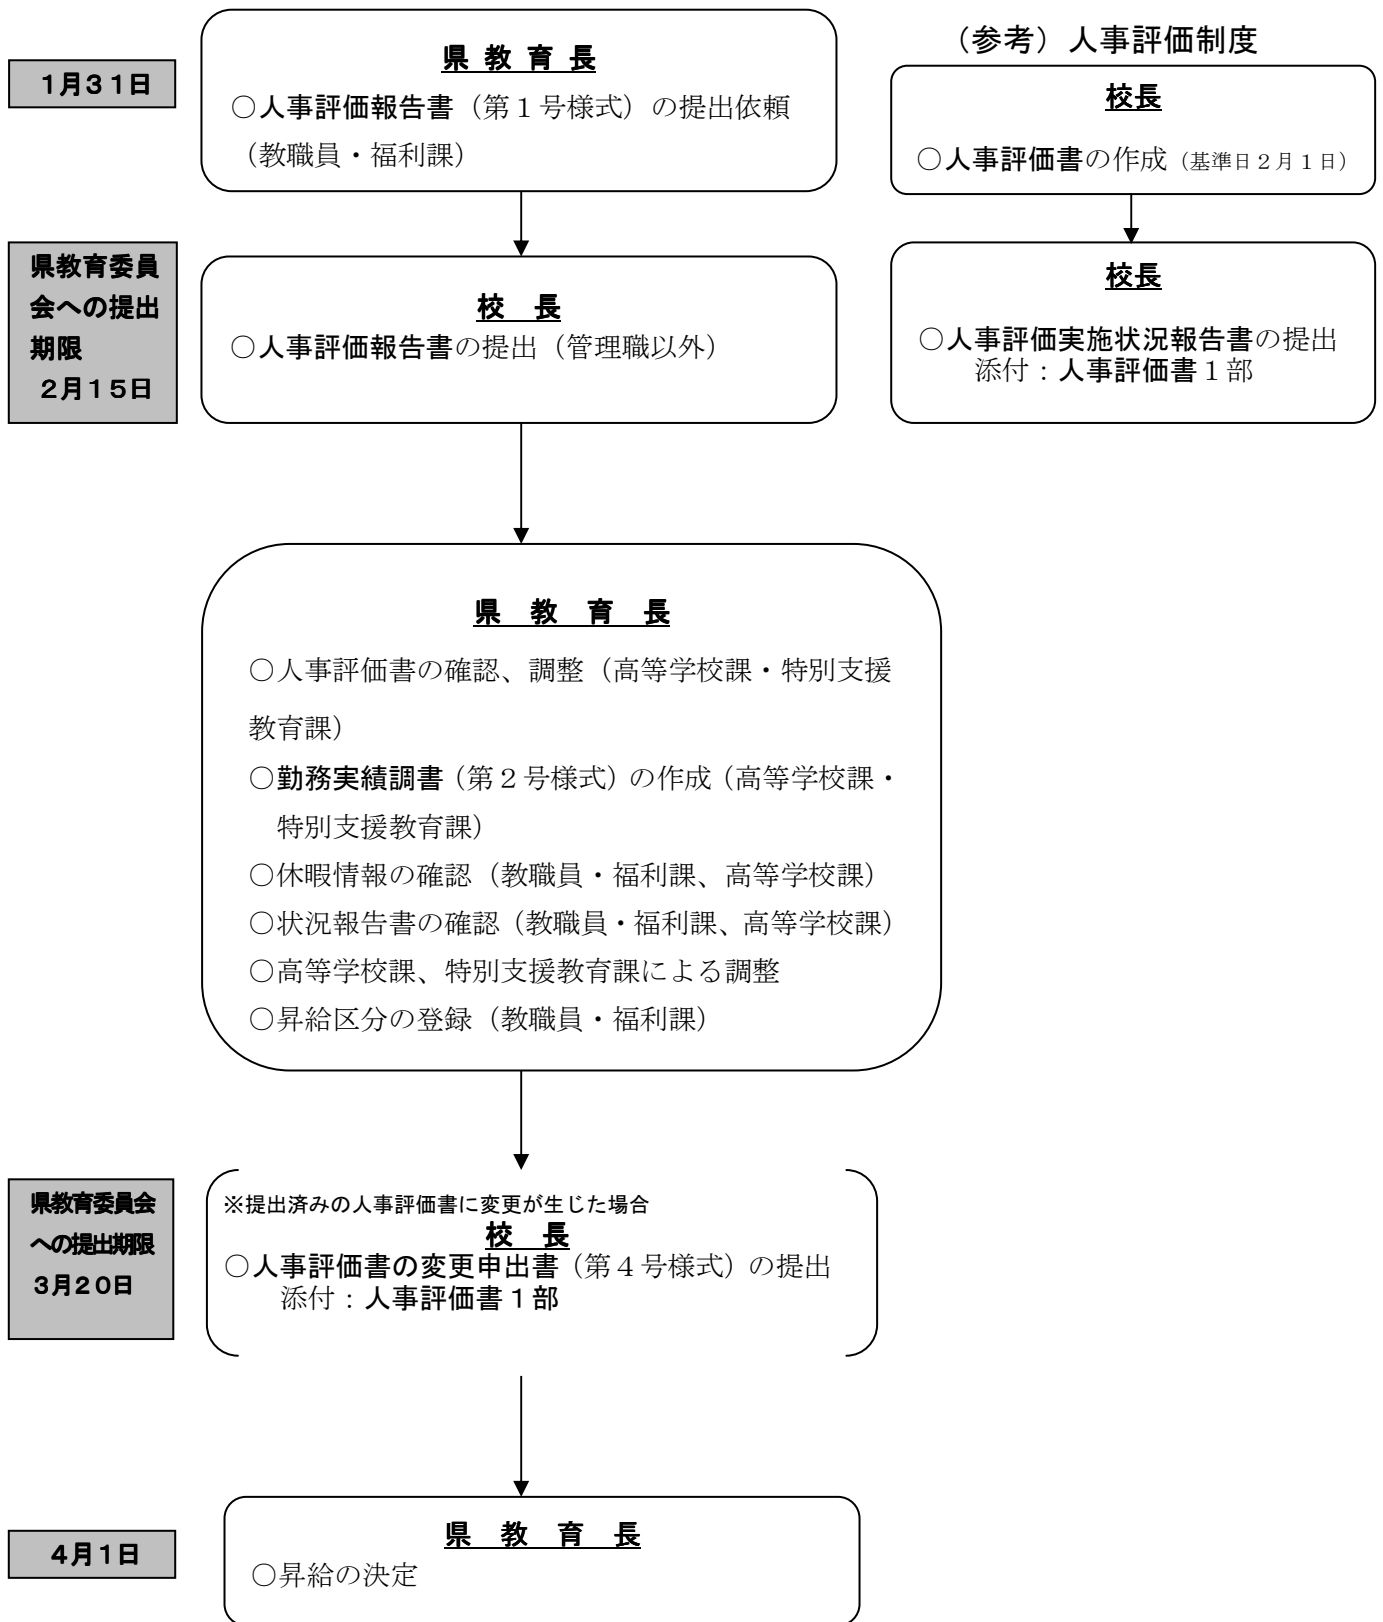 1月31日
県 教 育 長
○人事評価報告書（第１号様式）の提出依頼
（教職員・福利課）
（参考）人事評価制度
校長
○人事評価書の作成（基準日２月１日）
県教育委員
会への提出
期限
2月15日
校　長
○人事評価報告書の提出（管理職以外）
校長
○人事評価実施状況報告書の提出
添付：人事評価書１部
県　教　育　長
○人事評価書の確認、調整（高等学校課・特別支援
教育課）
○勤務実績調書（第２号様式）の作成（高等学校課・
特別支援教育課）
○休暇情報の確認（教職員・福利課、高等学校課）
○状況報告書の確認（教職員・福利課、高等学校課）
○高等学校課、特別支援教育課による調整
○昇給区分の登録（教職員・福利課）
県教育委員会
への提出期限
3月20日
※提出済みの人事評価書に変更が生じた場合
校　長
○人事評価書の変更申出書（第４号様式）の提出
添付：人事評価書１部
4月1日
県　教　育　長
○昇給の決定